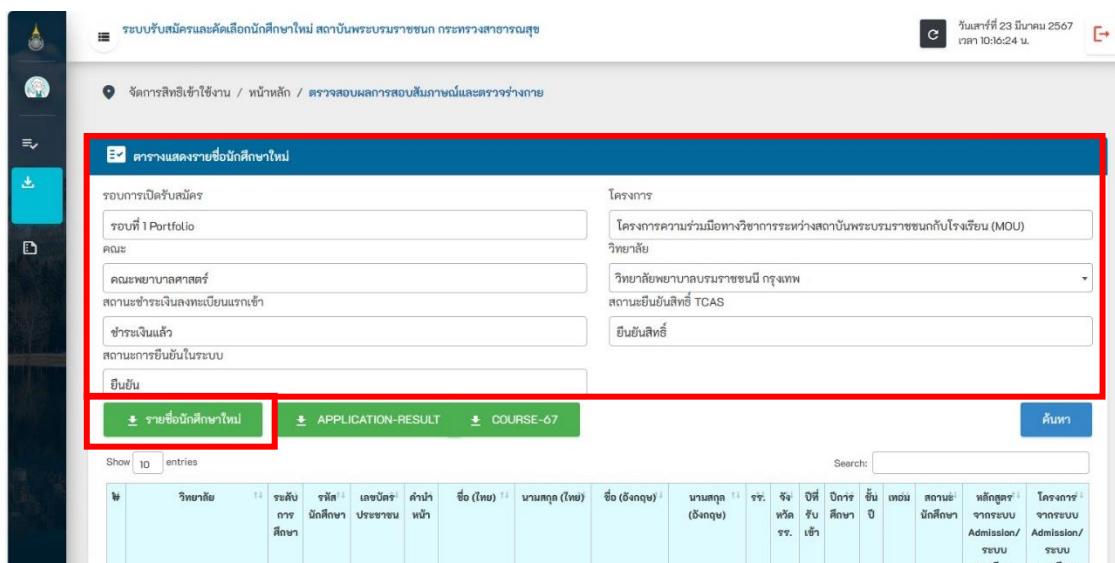 ระบบรับสมัครและคัดเลือกนักศึกษาใหม่ สถาบันพระบรมราชชนก กระทรวงสาธารณสุข
วันเสาร์ที่ 23 มีนาคม 2567
เวลา 10:16:24 น.
จัดการสิทธิเข้าใช้งาน / หน้าหลัก / ตรวจสอบผลการสอบสัมภาษณ์และตรวจร่างกาย
ตารางแสดงรายชื่อนักศึกษาใหม่
รอบการเปิดรับสมัคร
โครงการ
รอบที่ 1 Portfolio
โครงการความร่วมมือทางวิชาการระหว่างสถาบันพระบรมราชชนกกับโรงเรียน (MOU)
คณะ
วิทยาลัย
คณะพยาบาลศาสตร์
วิทยาลัยพยาบาลบรมราชชนนี กรุงเทพ
สถานะชำระเงินลงทะเบียนแรกเข้า
สถานะยืนยันสิทธิ์ TCAS
ชำระเงินแล้ว
ยืนยันสิทธิ์
สถานะการยืนยันในระบบ
ยืนยัน
รายชื่อนักศึกษาใหม่
APPLICATION-RESULT
COURSE-67
ค้นหา
Show 10 entries
Search:
วิทยาลัย
ระดับ
การ
ศึกษา
รหัส
นักศึกษา
เลขบัตร
ประชาชน
คำนำ
หน้า
ชื่อ (ไทย)
นามสกุล (ไทย)
ชื่อ (อังกฤษ)
นามสกุล
(อังกฤษ)
รร.
จัง
หวัด
รร.
ปีที่
รับ
เข้า
ปีการ
ศึกษา
ชั้น
ปี
เทอม
สถานะ
นักศึกษา
หลักสูตร
จากระบบ
Admission/
ระบบ
โครงการ
จากระบบ
Admission/
ระบบ